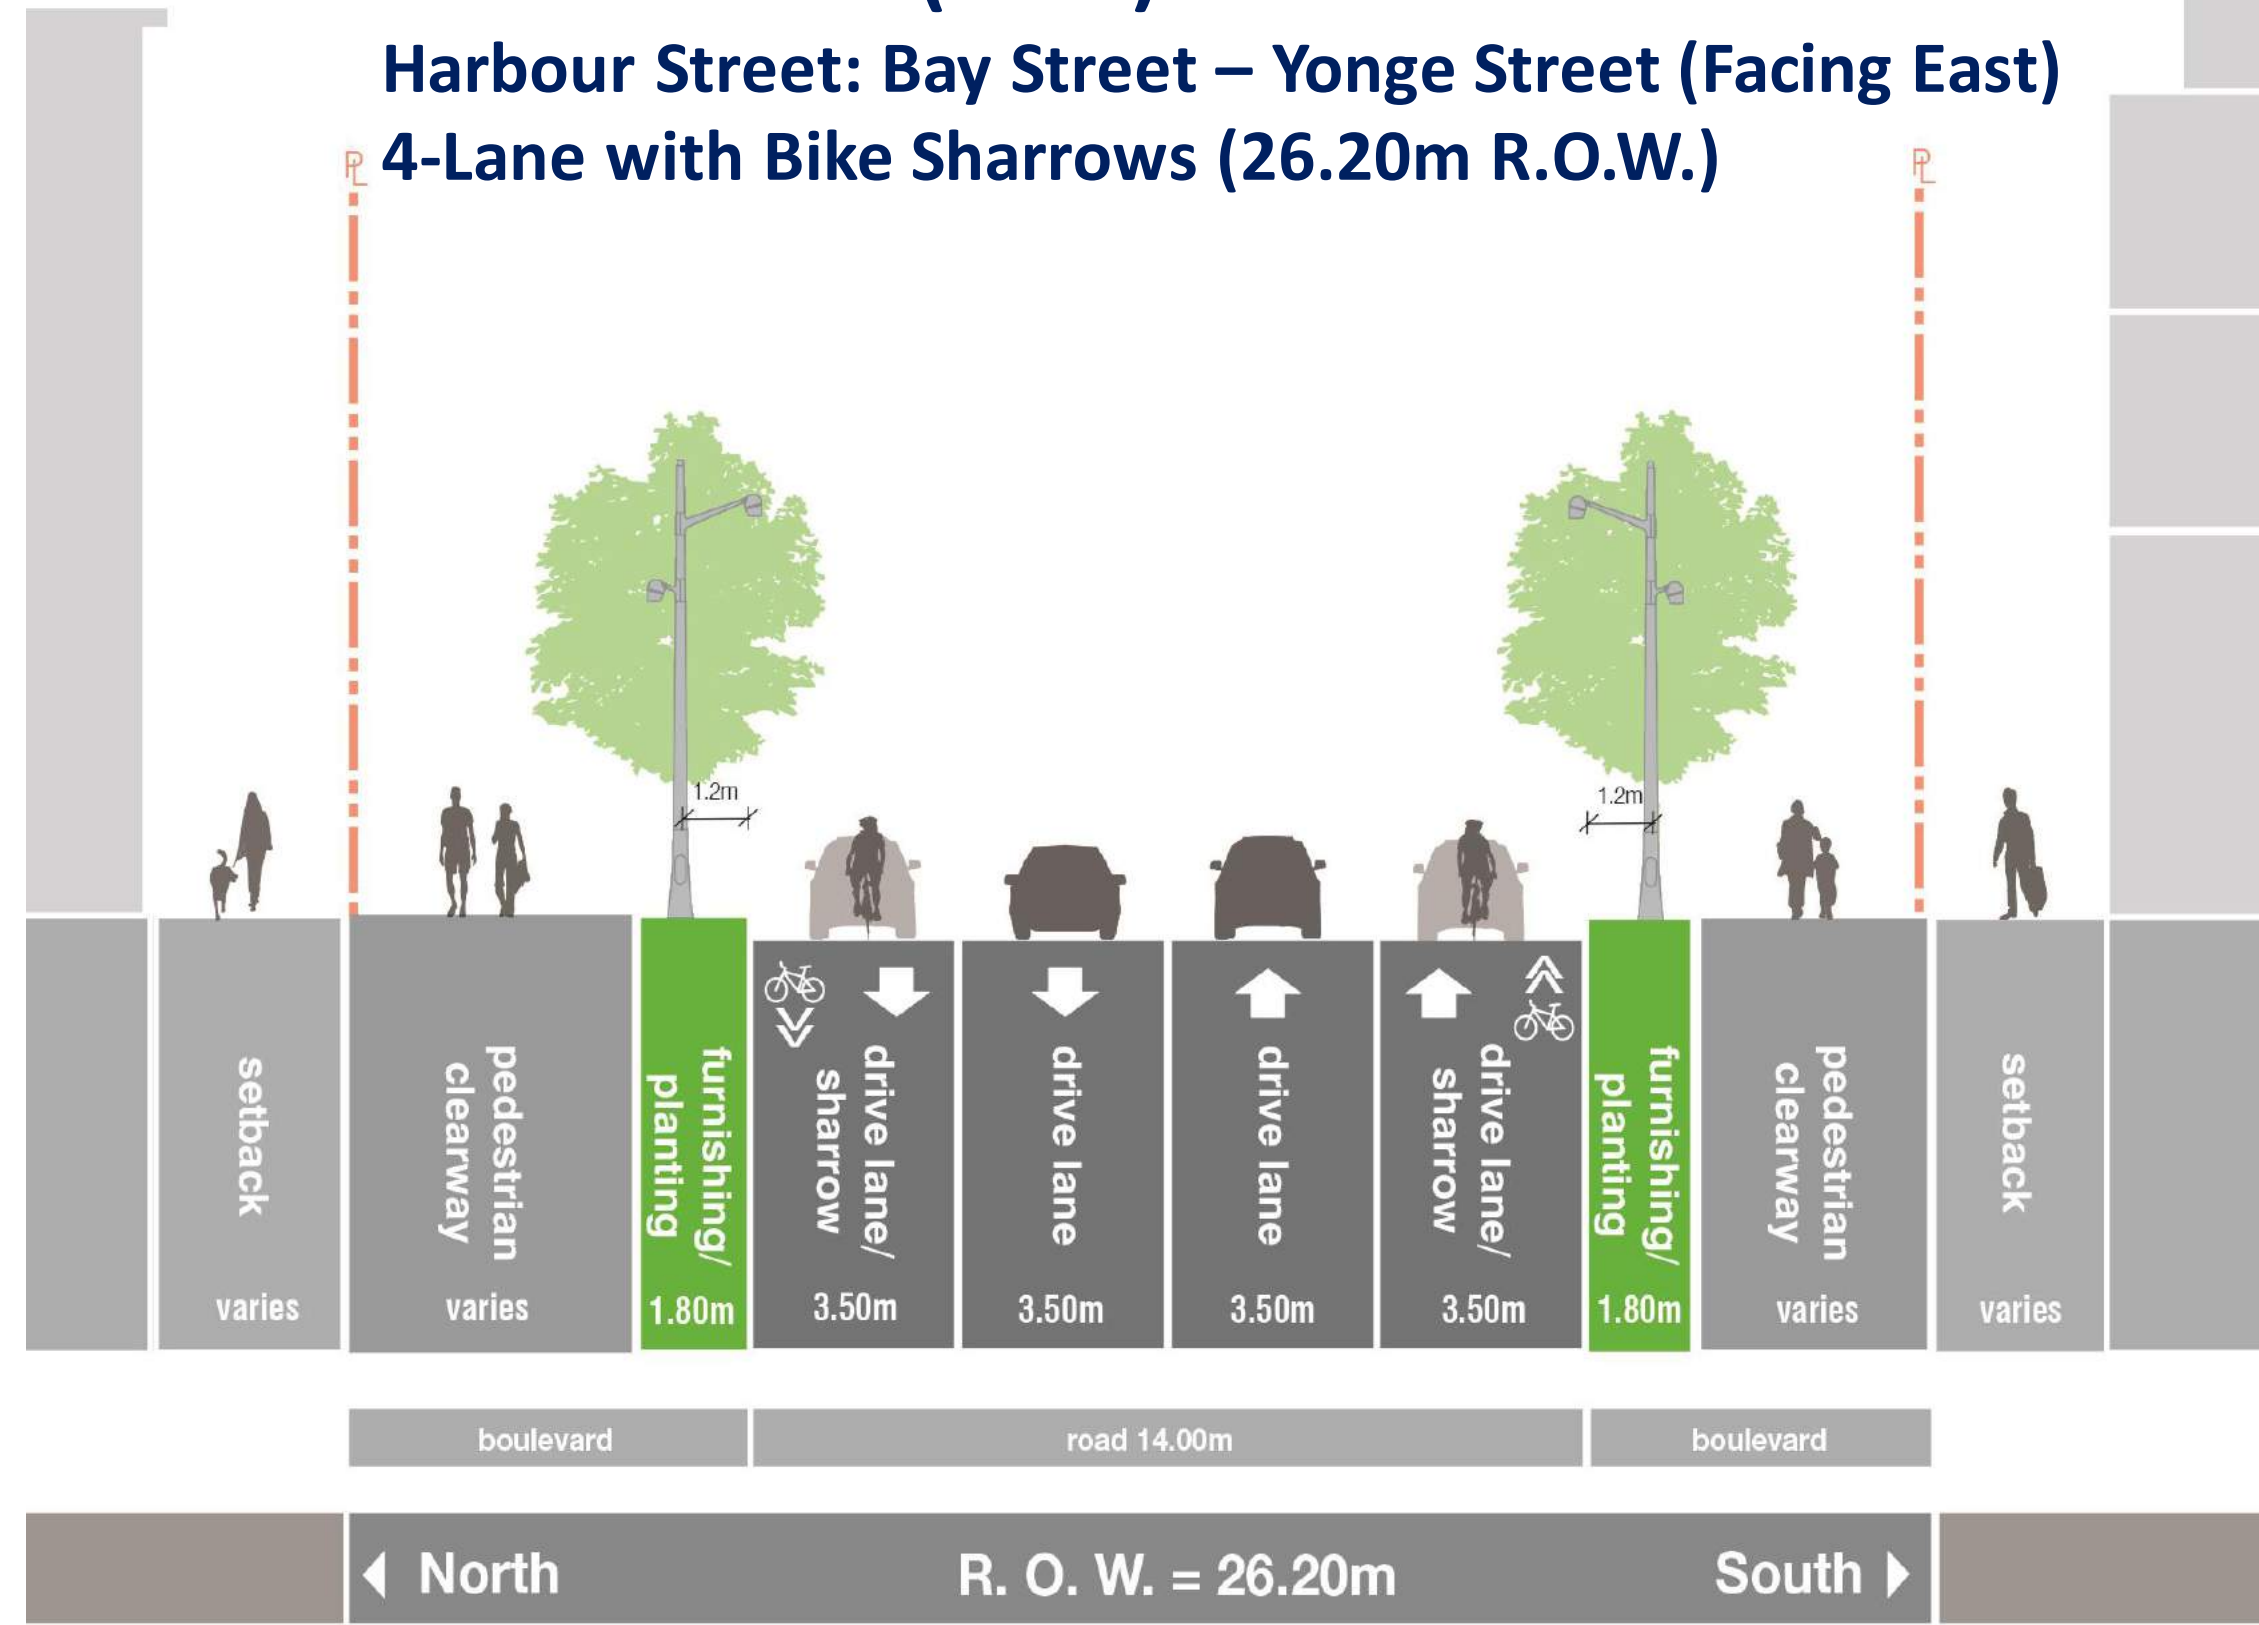 Harbour Street: Bay Street – Yonge Street (Facing East)
4-Lane with Bike Sharrows (26.20m R.O.W.)
PL
PL
1.2m
1.2m
setback
varies
pedestrian
clearway
varies
furnishing/
planting
1.80m
drive lane/
sharrow
3.50m
drive lane
3.50m
drive lane
3.50m
drive lane/
sharrow
3.50m
furnishing/
planting
1.80m
pedestrian
clearway
varies
setback
varies
boulevard
road 14.00m
boulevard
North
R. O. W. = 26.20m
South